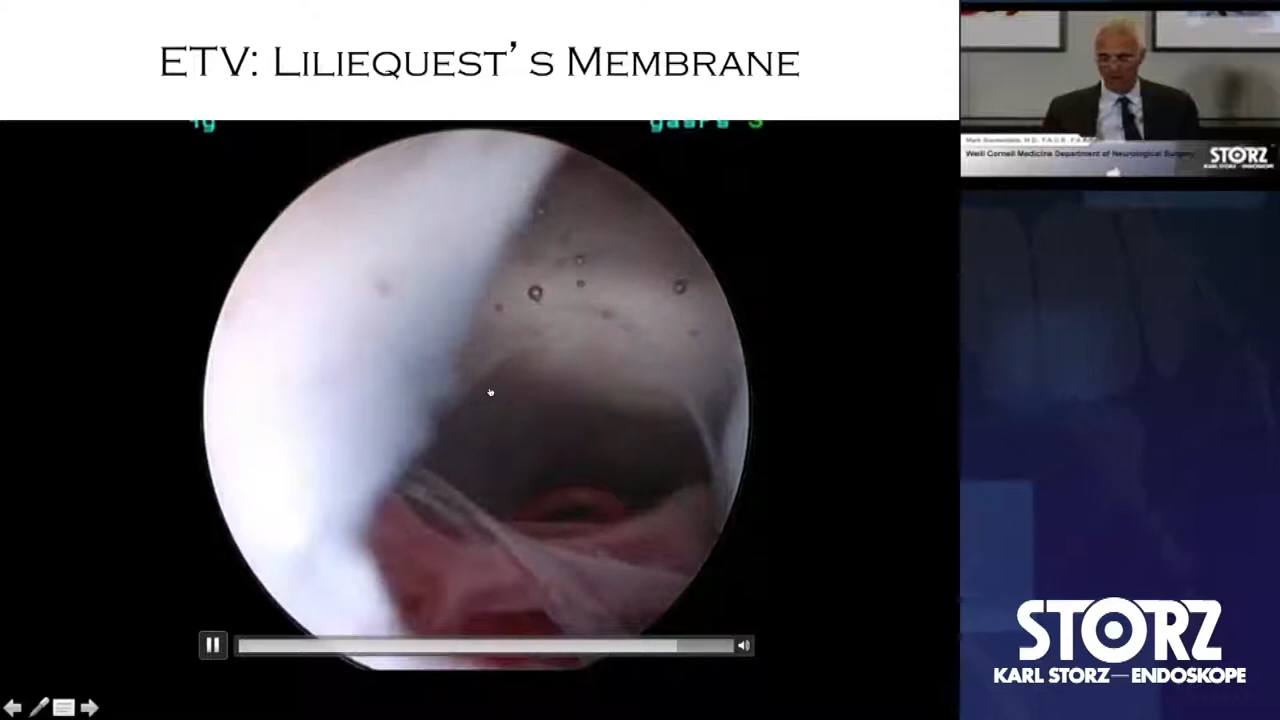 ETV: LILIEQUEST’S MEMBRANE
Weill Cornell Medicine Department of Neurological Surgery
STORZ
KARL STORZ—ENDOSKOPE
STORZ
KARL STORZ—ENDOSKOPE